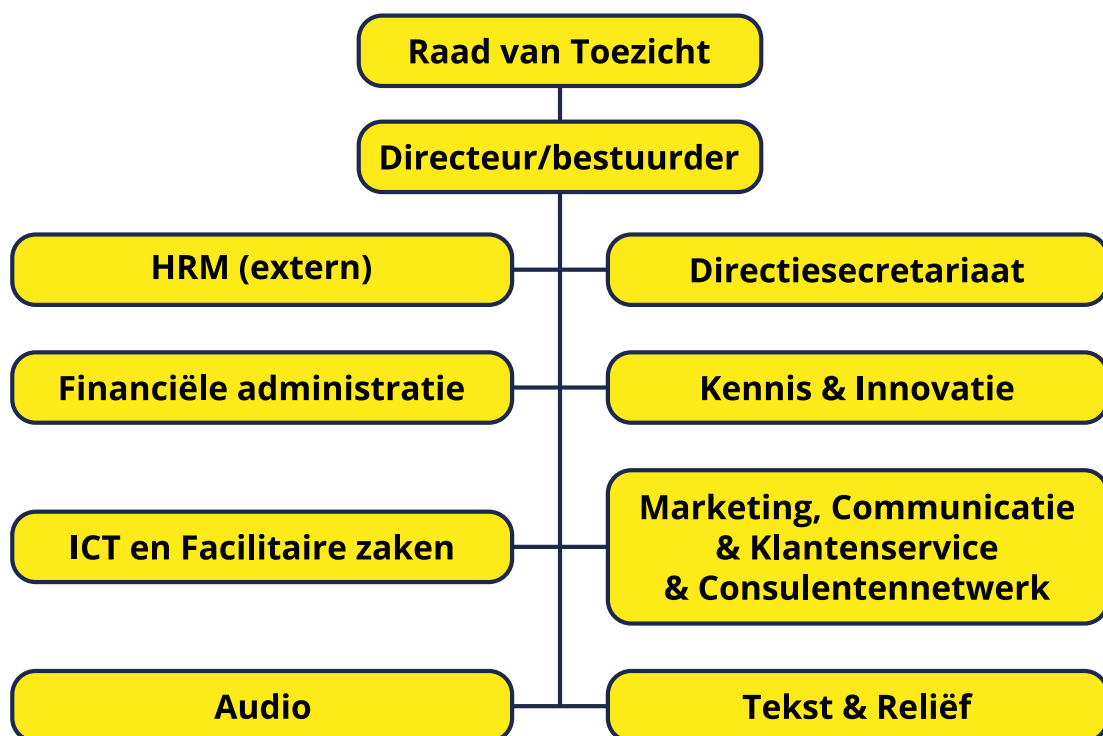 Raad van Toezicht
Directeur/bestuurder
HRM (extern)
Directiesecretariaat
Financiële administratie
Kennis & Innovatie
ICT en Facilitaire zaken
Marketing, Communicatie
& Klantenservice
& Consulentennetwerk
Audio
Tekst & Reliëf